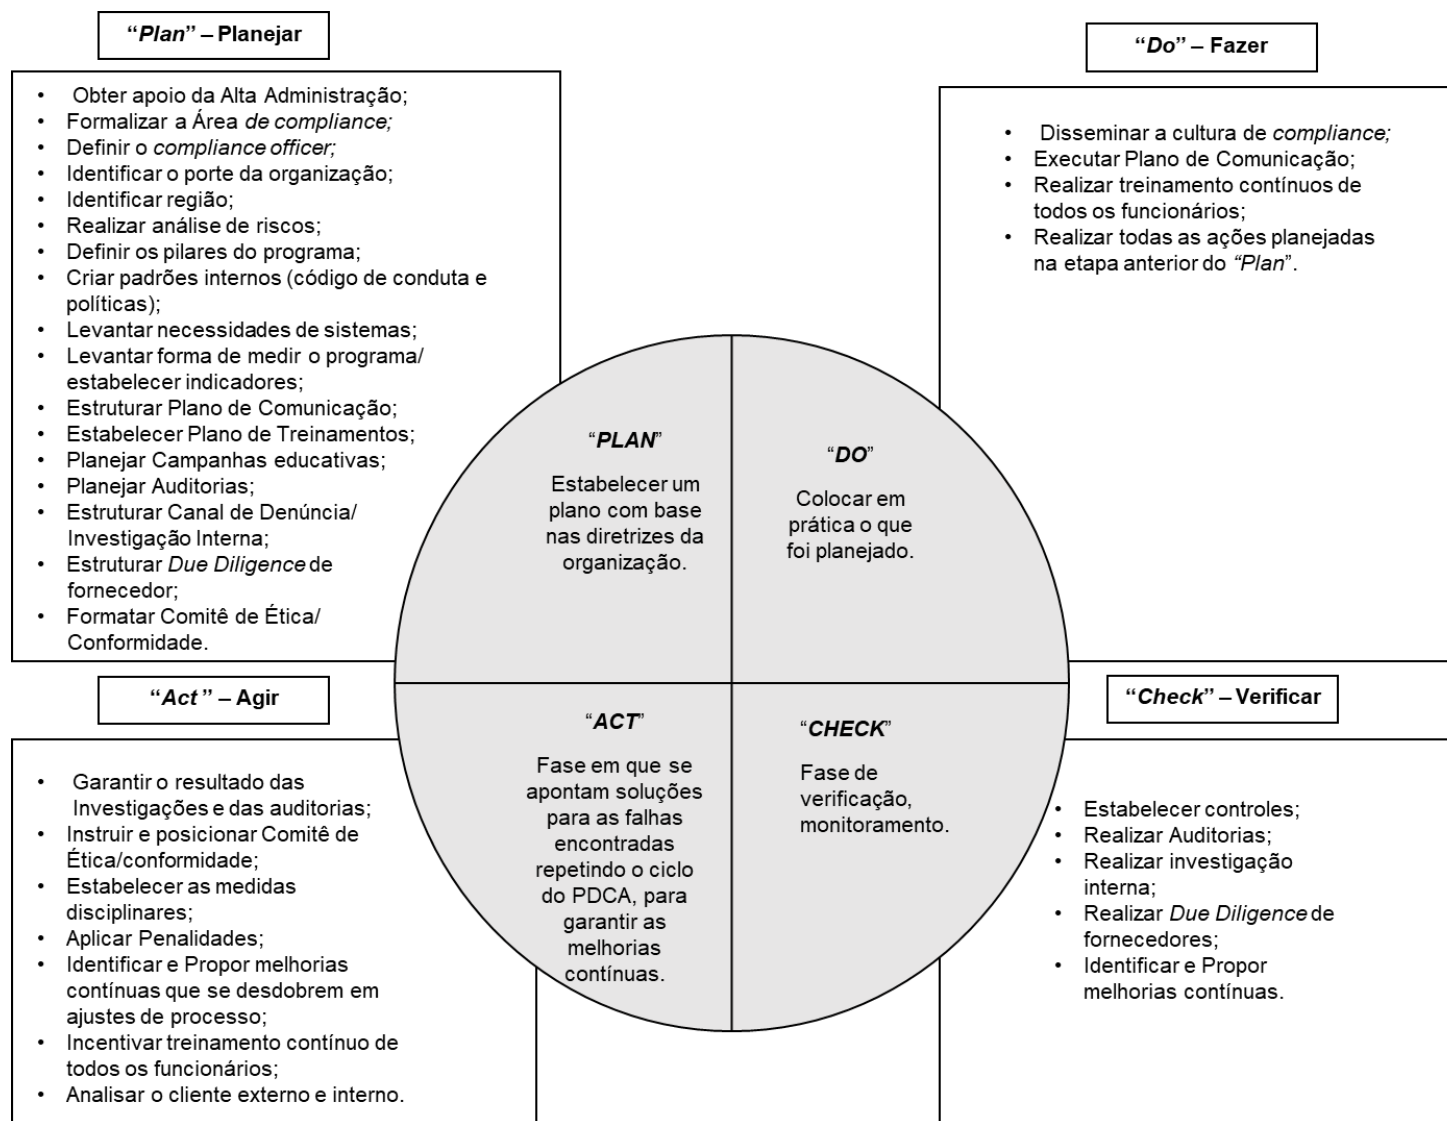 “Plan” – Planejar
• Obter apoio da Alta Administração;
• Formalizar a Área de compliance;
• Definir o compliance officer;
• Identificar o porte da organização;
• Identificar região;
• Realizar análise de riscos;
• Definir os pilares do programa;
• Criar padrões internos (código de conduta e
políticas);
• Levantar necessidades de sistemas;
• Levantar forma de medir o programa/
estabelecer indicadores;
• Estruturar Plano de Comunicação;
• Estabelecer Plano de Treinamentos;
• Planejar Campanhas educativas;
• Planejar Auditorias;
• Estruturar Canal de Denúncia/
Investigação Interna;
• Estruturar Due Diligence de
fornecedor;
• Formatar Comitê de Ética/
Conformidade.
“Do” – Fazer
• Disseminar a cultura de compliance;
• Executar Plano de Comunicação;
• Realizar treinamento contínuos de
todos os funcionários;
• Realizar todas as ações planejadas
na etapa anterior do “Plan”.
“PLAN”
Estabelecer um
plano com base
nas diretrizes da
organização.
“DO”
Colocar em
prática o que
foi planejado.
“ACT”
Fase em que se
apontam soluções
para as falhas
encontradas
repetindo o ciclo
do PDCA, para
garantir as
melhorias
contínuas.
“CHECK”
Fase de
verificação,
monitoramento.
“Act” – Agir
• Garantir o resultado das
Investigações e das auditorias;
• Instruir e posicionar Comitê de
Ética/conformidade;
• Estabelecer as medidas
disciplinares;
• Aplicar Penalidades;
• Identificar e Propor melhorias
contínuas que se desdobrem em
ajustes de processo;
• Incentivar treinamento contínuo de
todos os funcionários;
• Analisar o cliente externo e interno.
“Check” – Verificar
• Estabelecer controles;
• Realizar Auditorias;
• Realizar investigação
interna;
• Realizar Due Diligence de
fornecedores;
• Identificar e Propor
melhorias contínuas.